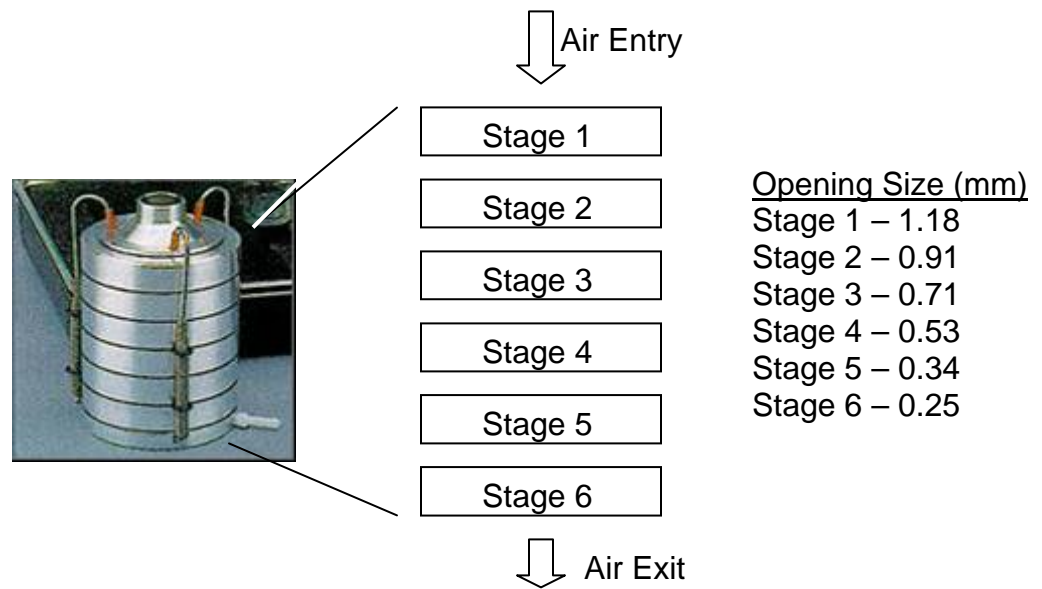 Air Entry
Stage 1
Stage 2
Stage 3
Stage 4
Stage 5
Stage 6
Air Exit
Opening Size (mm)
Stage 1 – 1.18
Stage 2 – 0.91
Stage 3 – 0.71
Stage 4 – 0.53
Stage 5 – 0.34
Stage 6 – 0.25